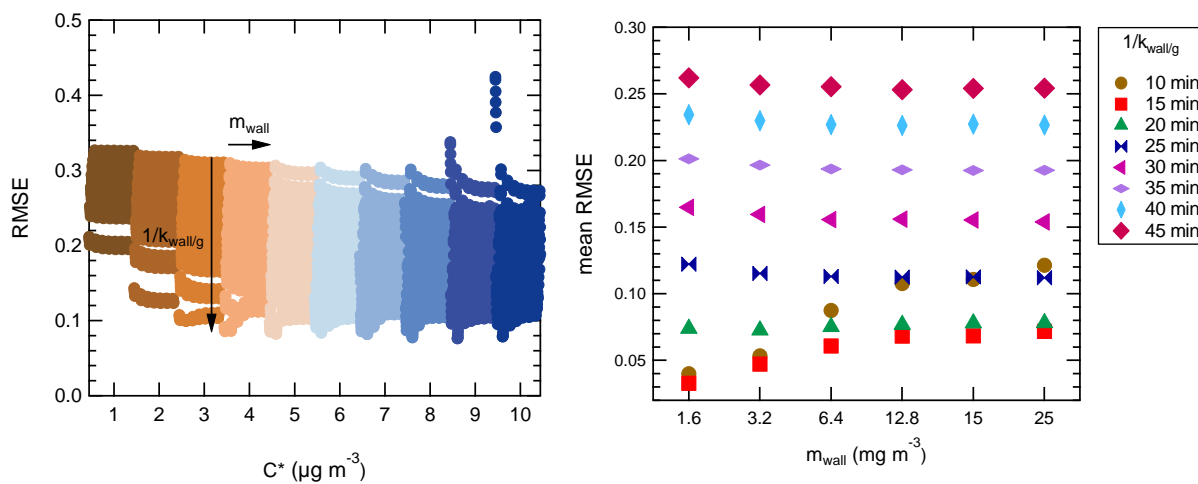 0.5
0.4
0.3
0.2
0.1
0.0
RMSE
m_wall
1/k_wall/g
1 2 3 4 5 6 7 8 9 10
C* (µg m⁻³)
0.30
0.25
0.20
0.15
0.10
0.05
mean RMSE
1.6 3.2 6.4 12.8 15 25
m_wall (mg m⁻³)
1/k_wall/g
10 min
15 min
20 min
25 min
30 min
35 min
40 min
45 min